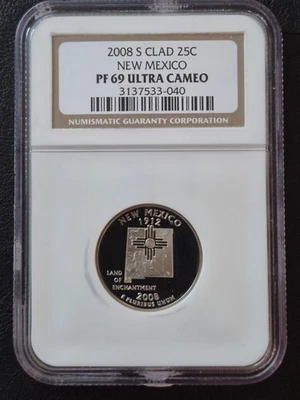 2008 S CLAD 25C
NEW MEXICO
PF 69 ULTRA CAMEO
3137533-040
NUMISMATIC GUARANTY CORPORATION
NEW MEXICO
1912
LAND
OF
ENCHANTMENT
2008
E PLURIBUS UNUM